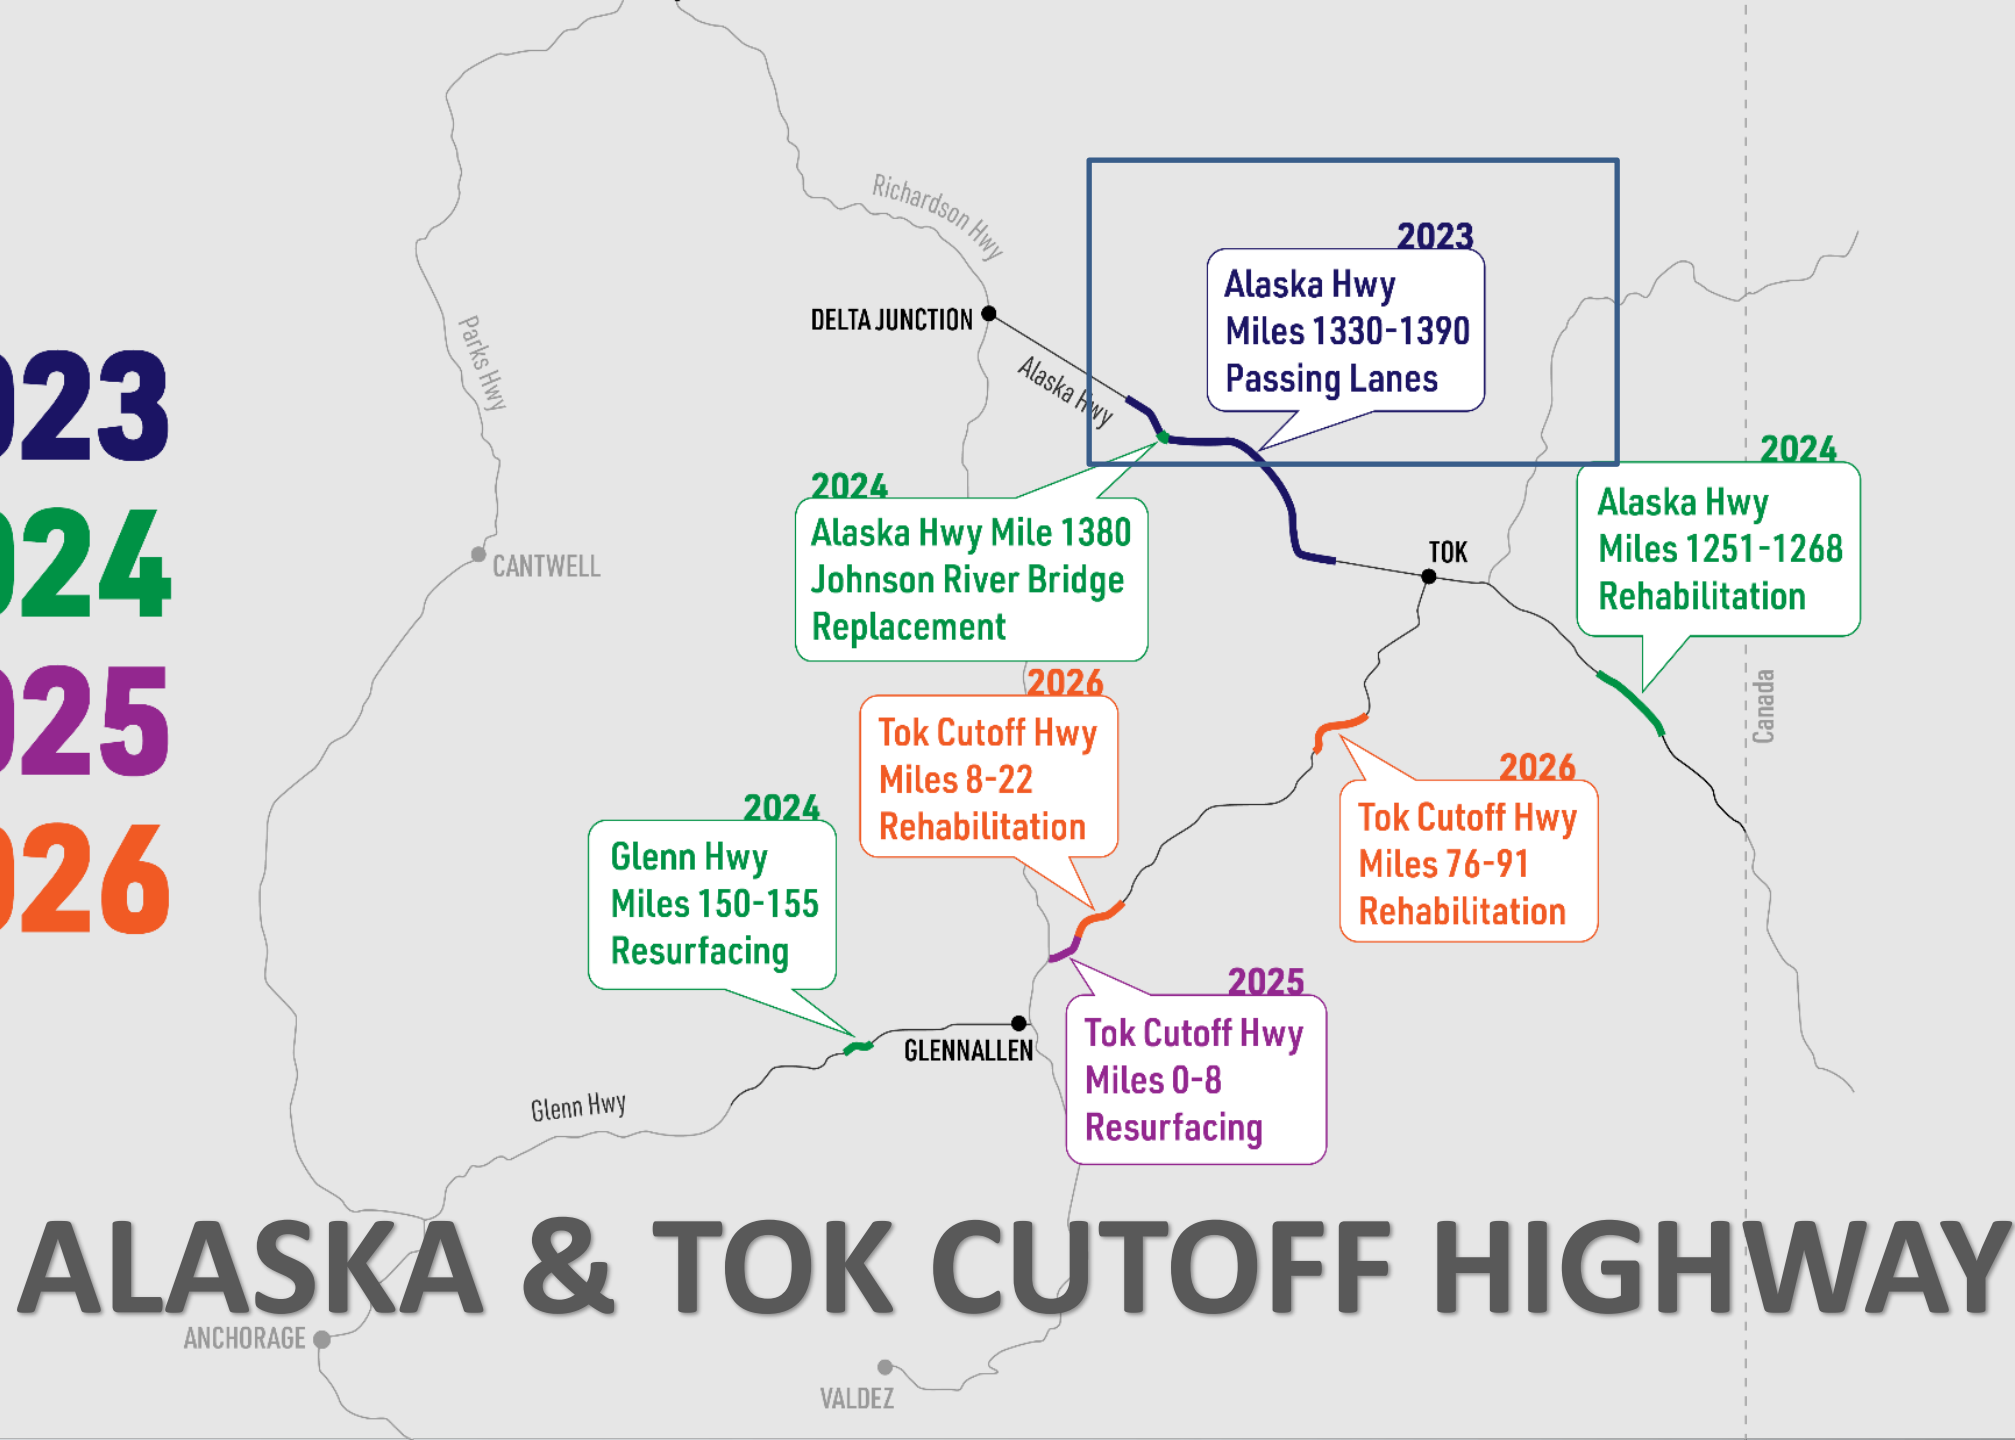 Richardson Hwy
2023
Alaska Hwy
Miles 1330-1390
Passing Lanes
DELTA JUNCTION
Parks Hwy
Alaska Hwy
023
024
025
026
2024
Alaska Hwy
Miles 1251-1268
Rehabilitation
2024
Alaska Hwy Mile 1380
Johnson River Bridge
Replacement
TOK
CANTWELL
Canada
2026
Tok Cutoff Hwy
Miles 8-22
Rehabilitation
2026
Tok Cutoff Hwy
Miles 76-91
Rehabilitation
2024
Glenn Hwy
Miles 150-155
Resurfacing
2025
Tok Cutoff Hwy
Miles 0-8
Resurfacing
GLENNALLEN
Glenn Hwy
ALASKA & TOK CUTOFF HIGHWAY
ANCHORAGE
VALDEZ